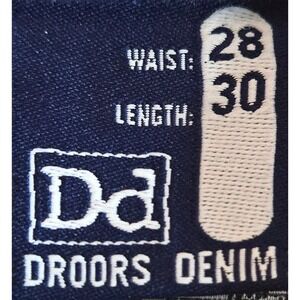 WAIST: 28
LENGTH: 30
Dd
DROORS DENIM